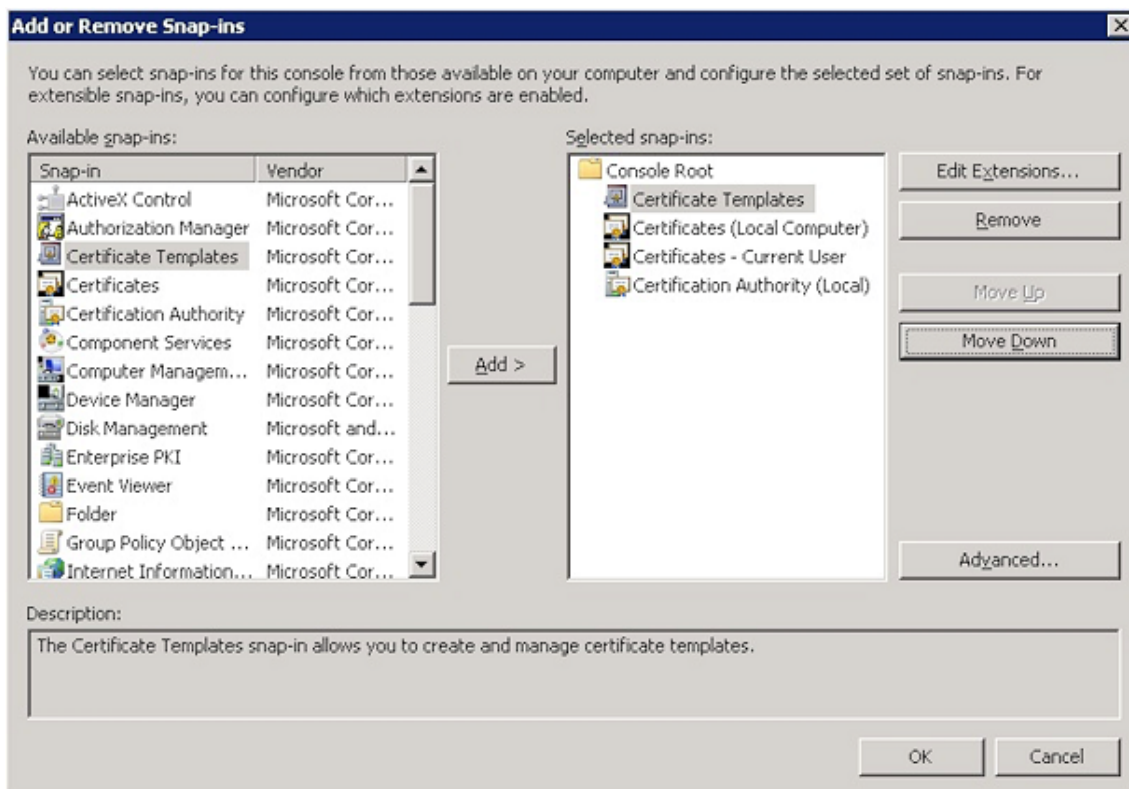 Add or Remove Snap-ins
You can select snap-ins for this console from those available on your computer and configure the selected set of snap-ins. For
extensible snap-ins, you can configure which extensions are enabled.
Available snap-ins:
Snap-in Vendor
ActiveX Control Microsoft Cor...
Authorization Manager Microsoft Cor...
Certificate Templates Microsoft Cor...
Certificates Microsoft Cor...
Certification Authority Microsoft Cor...
Component Services Microsoft Cor...
Computer Managem... Microsoft Cor...
Device Manager Microsoft Cor...
Disk Management Microsoft and...
Enterprise PKI Microsoft Cor...
Event Viewer Microsoft Cor...
Folder Microsoft Cor...
Group Policy Object ... Microsoft Cor...
Internet Information... Microsoft Cor...
Add >
Selected snap-ins:
Console Root
Certificate Templates
Certificates (Local Computer)
Certificates - Current User
Certification Authority (Local)
Edit Extensions...
Remove
Move Up
Move Down
Advanced...
Description:
The Certificate Templates snap-in allows you to create and manage certificate templates.
OK
Cancel